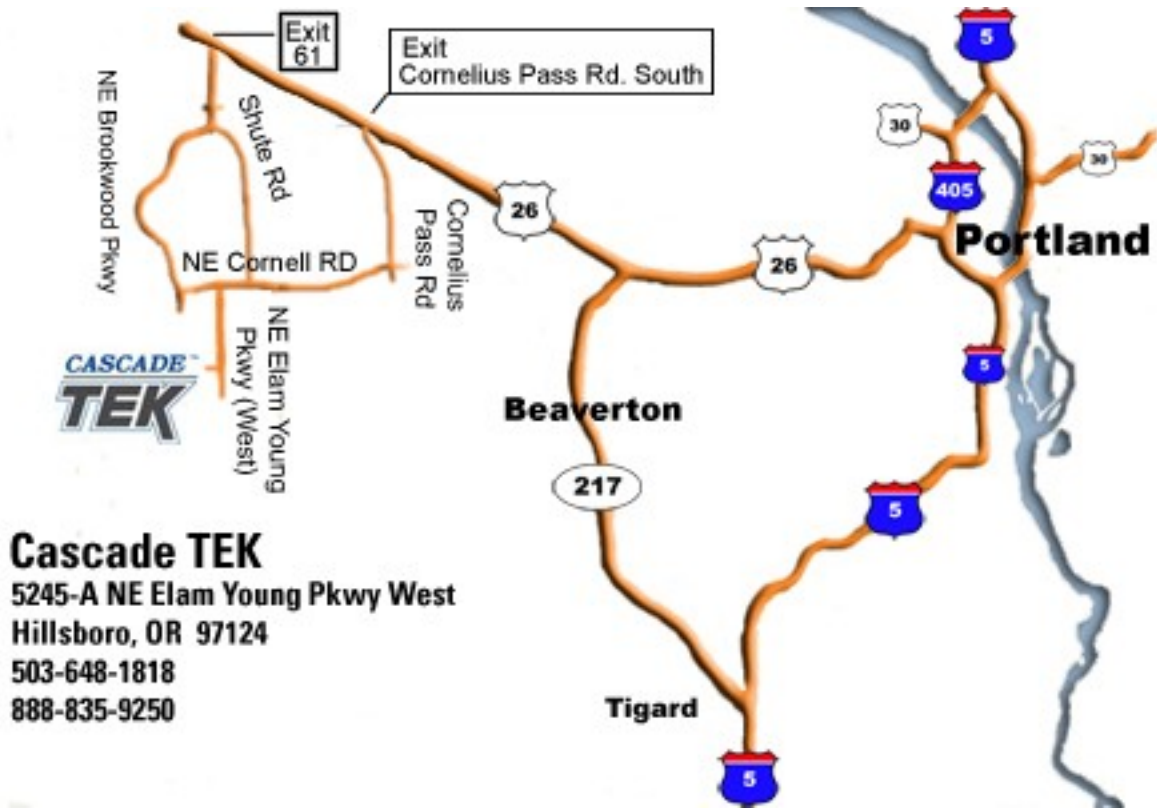 Exit
61
Exit
Cornelius Pass Rd. South
5
30
30
405
NE Brookwood Pkwy
Shute Rd
Cornelius
Pass Rd
26
26
Portland
NE Cornell RD
NE Elam Young
Pkwy (West)
CASCADE™
TEK
5
Beaverton
217
5
Cascade TEK
5245-A NE Elam Young Pkwy West
Hillsboro, OR 97124
503-648-1818
888-835-9250
Tigard
5